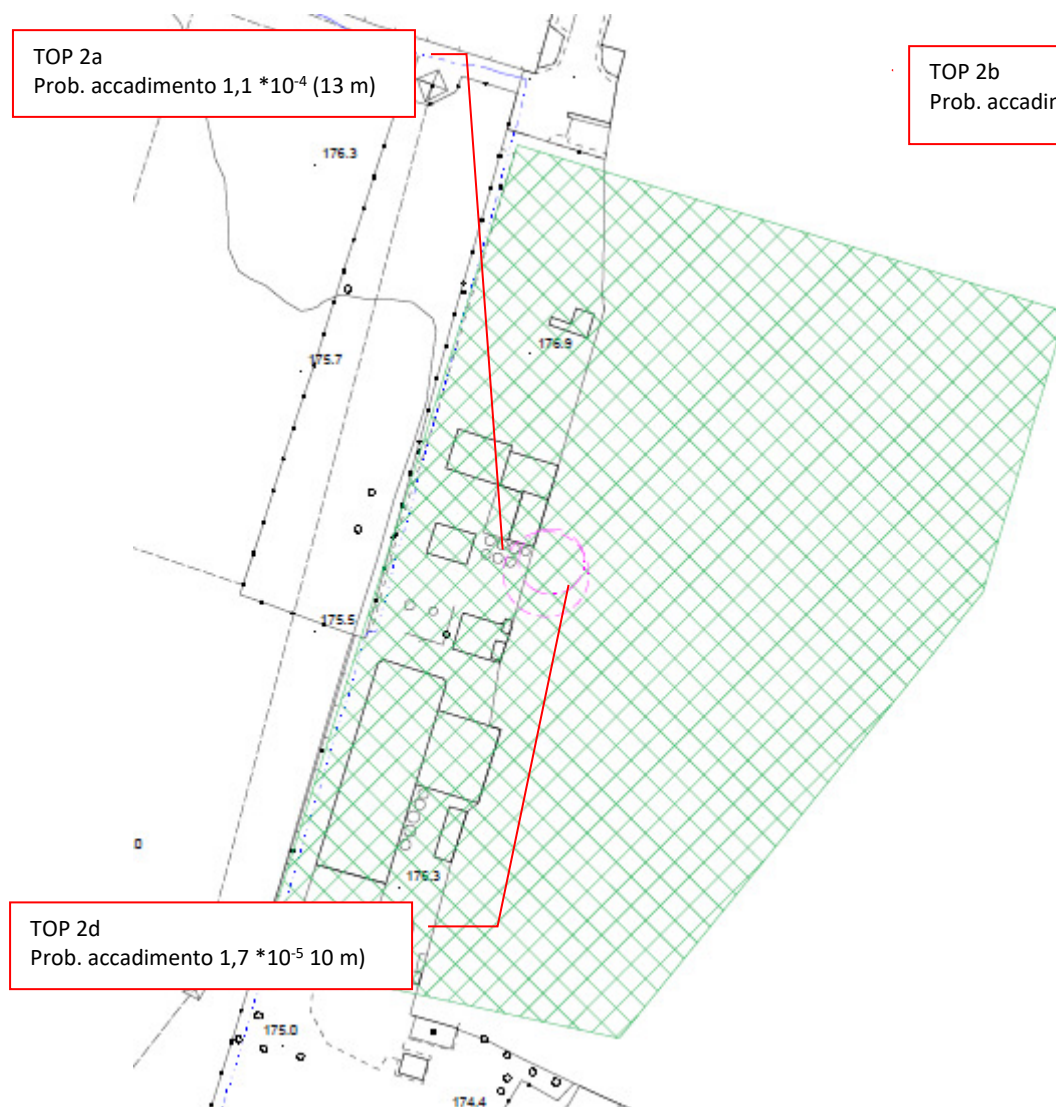 TOP 2a
Prob. accadimento 1,1 *10-4 (13 m)
TOP 2b
Prob. accadin
176.3
176.9
175.7
175.5
0
176.3
TOP 2d
Prob. accadimento 1,7 *10-5 10 m)
175.0
174.4